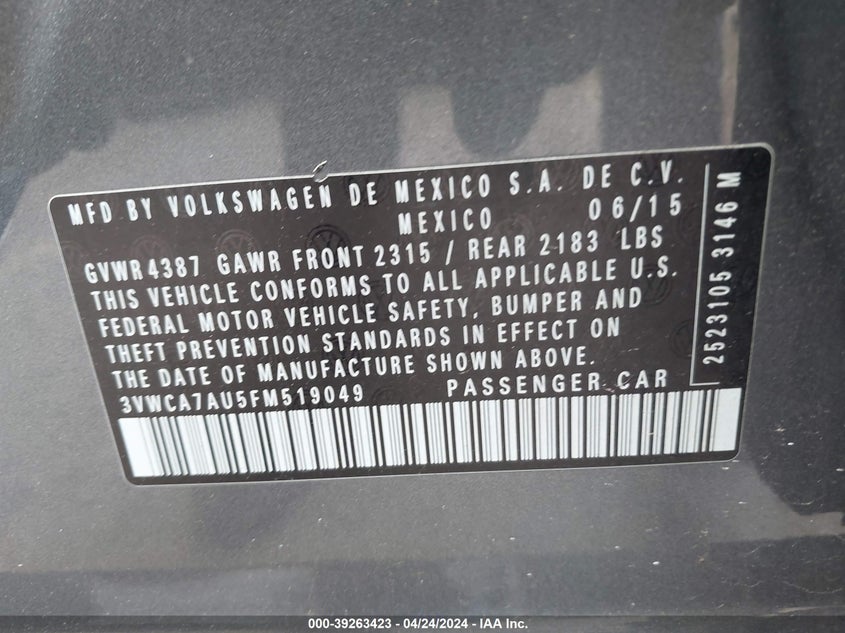 MFD BY VOLKSWAGEN DE MEXICO S.A. DE C.V.
MEXICO 06/15
GVWR 4387 GAWR FRONT 2315 / REAR 2183 LBS
THIS VEHICLE CONFORMS TO ALL APPLICABLE U.S.
FEDERAL MOTOR VEHICLE SAFETY, BUMPER AND
THEFT PREVENTION STANDARDS IN EFFECT ON
THE DATE OF MANUFACTURE SHOWN ABOVE.
3VWCA7AU5FM519049 PASSENGER CAR
2523105 3146 M
000-39263423 / 04/24/2024 - IAA Inc.